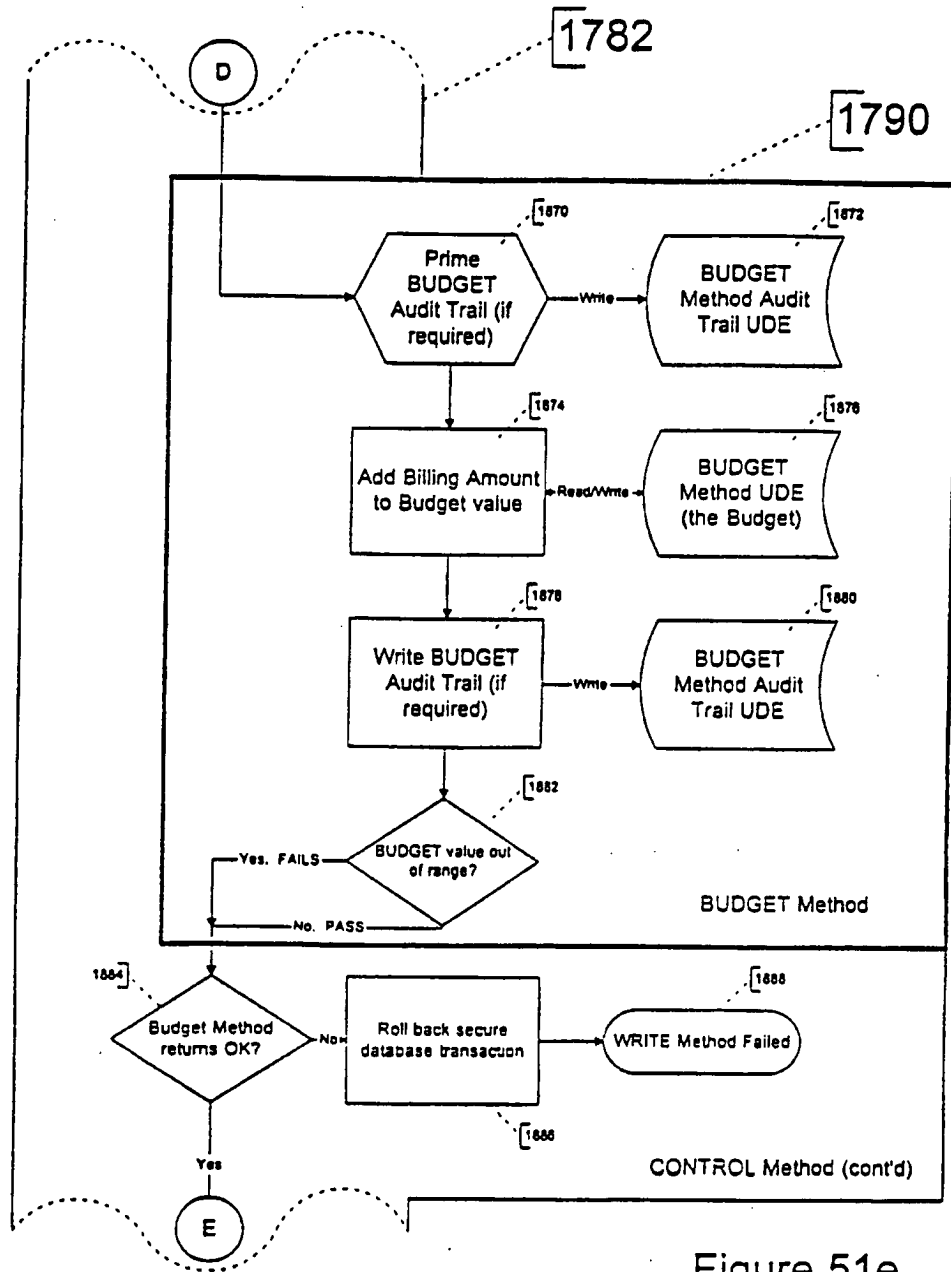 1782
D
1790
1870
1872
Prime
BUDGET
Audit Trail (if
required)
Write
BUDGET
Method Audit
Trail UDE
1874
1876
Add Billing Amount
to Budget value
Read/Write
BUDGET
Method UDE
(the Budget)
1878
1880
Write BUDGET
Audit Trail (if
required)
Write
BUDGET
Method Audit
Trail UDE
1882
BUDGET value out
of range?
Yes. FAILS
No. PASS
BUDGET Method
1884
1888
Budget Method
returns OK?
No
Roll back secure
database transaction
WRITE Method Failed
1886
Yes
CONTROL Method (cont'd)
E
Figure 51e